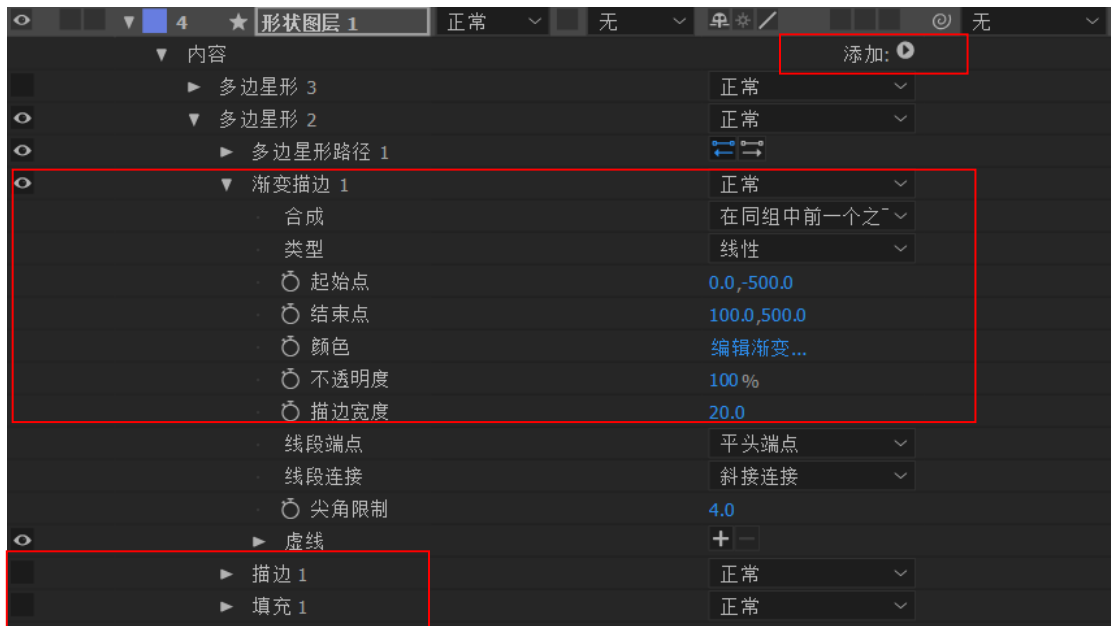 4 形状图层 1 正常 无 无
内容 添加:
多边星形 3 正常
多边星形 2 正常
多边星形路径 1
渐变描边 1 正常
合成 在同组中前一个之
类型 线性
起始点 0.0,-500.0
结束点 100.0,500.0
颜色 编辑渐变...
不透明度 100 %
描边宽度 20.0
线段端点 平头端点
线段连接 斜接连接
尖角限制 4.0
虚线
描边 1 正常
填充 1 正常